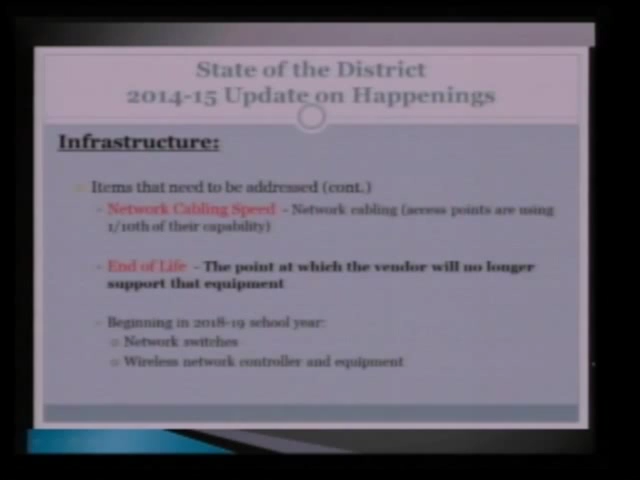 State of the District
2014-15 Update on Happenings
Infrastructure:
Items that need to be addressed (cont.)
- Network Cabling Speed - Network cabling (access points are using
1/10th of their capability)
- End of Life - The point at which the vendor will no longer
support that equipment
- Beginning in 2018-19 school year:
Network switches
Wireless network controller and equipment